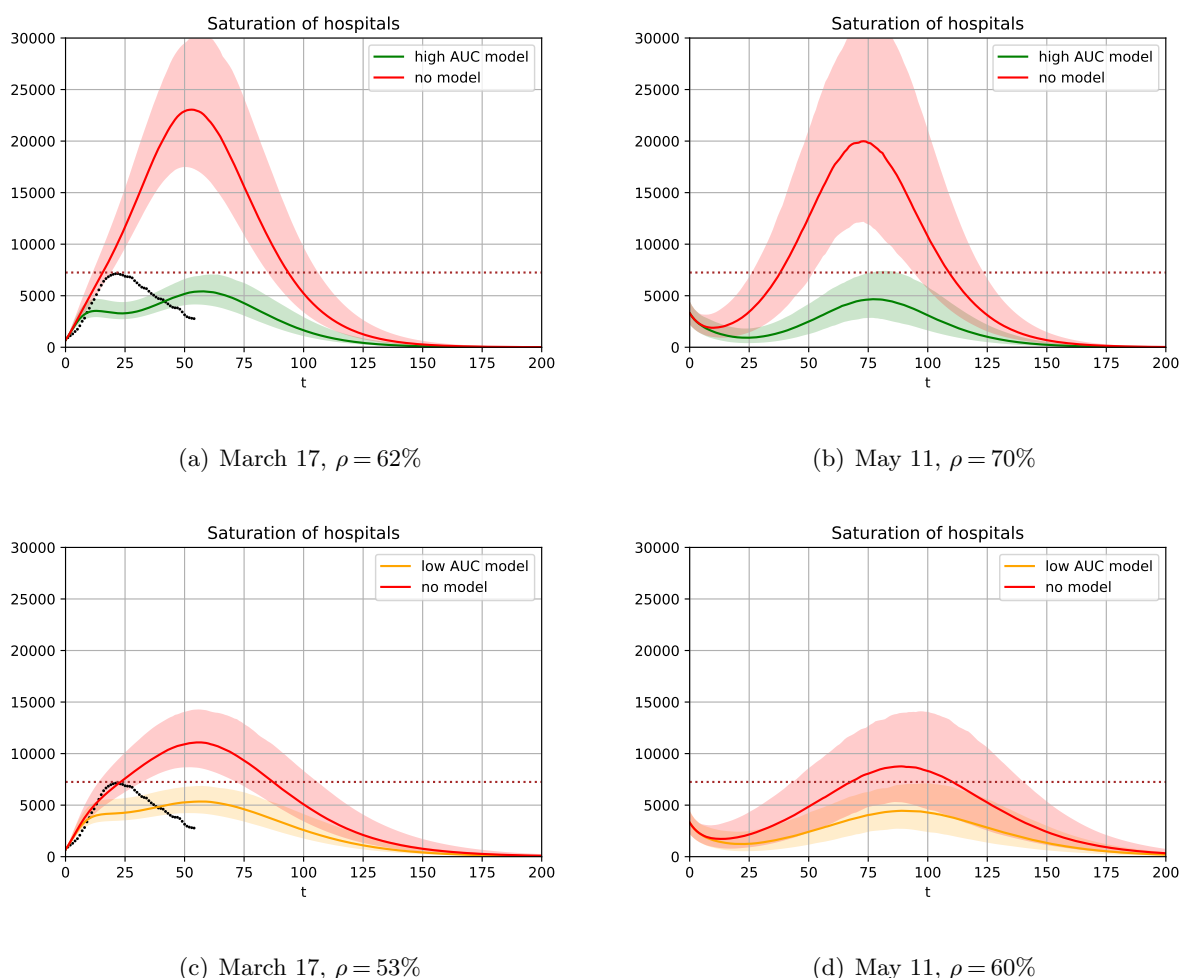 Saturation of hospitals
30000
25000
20000
15000
10000
5000
0
high AUC model
no model
0 25 50 75 100 125 150 175 200
t
(a) March 17, ρ = 62%
Saturation of hospitals
30000
25000
20000
15000
10000
5000
0
high AUC model
no model
0 25 50 75 100 125 150 175 200
t
(b) May 11, ρ = 70%
Saturation of hospitals
30000
25000
20000
15000
10000
5000
0
low AUC model
no model
0 25 50 75 100 125 150 175 200
t
(c) March 17, ρ = 53%
Saturation of hospitals
30000
25000
20000
15000
10000
5000
0
low AUC model
no model
0 25 50 75 100 125 150 175 200
t
(d) May 11, ρ = 60%